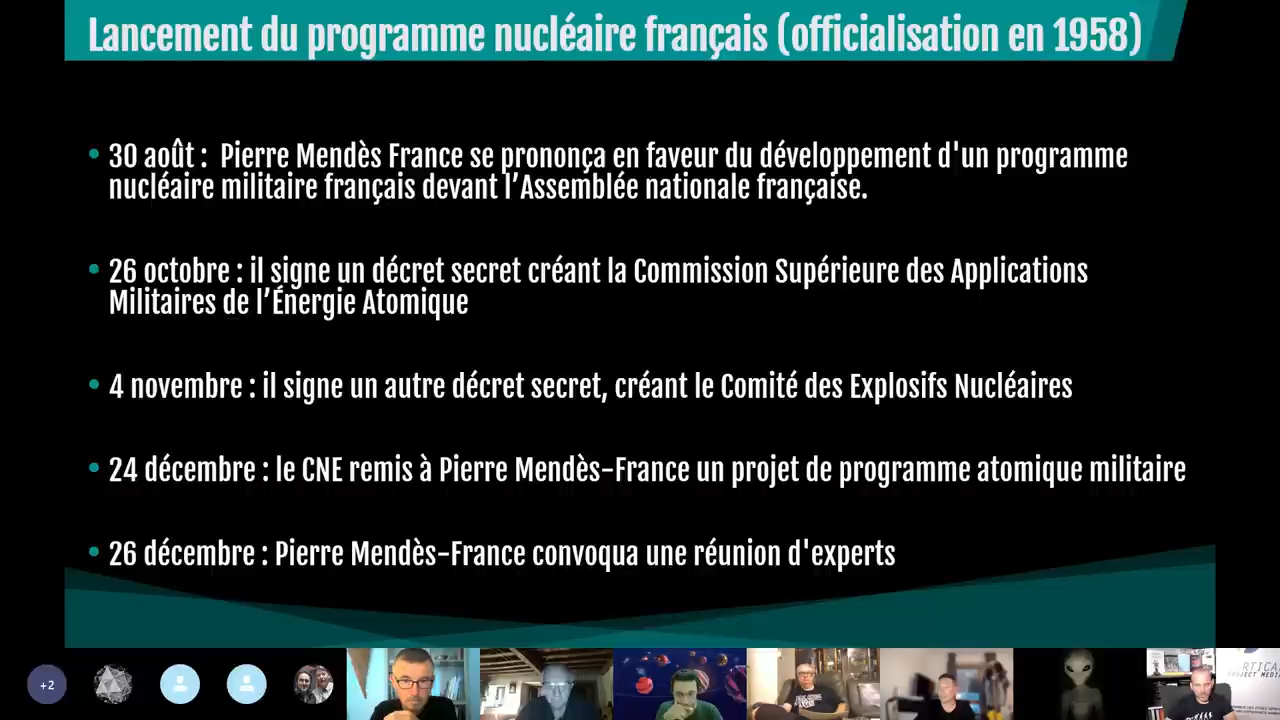 Lancement du programme nucléaire français (officialisation en 1958)
• 30 août : Pierre Mendès France se prononça en faveur du développement d'un programme
nucléaire militaire français devant l’Assemblée nationale française.
• 26 octobre : il signe un décret secret créant la Commission Supérieure des Applications
Militaires de l’Énergie Atomique
• 4 novembre : il signe un autre décret secret, créant le Comité des Explosifs Nucléaires
• 24 décembre : le CNE remis à Pierre Mendès-France un projet de programme atomique militaire
• 26 décembre : Pierre Mendès-France convoqua une réunion d'experts
+2